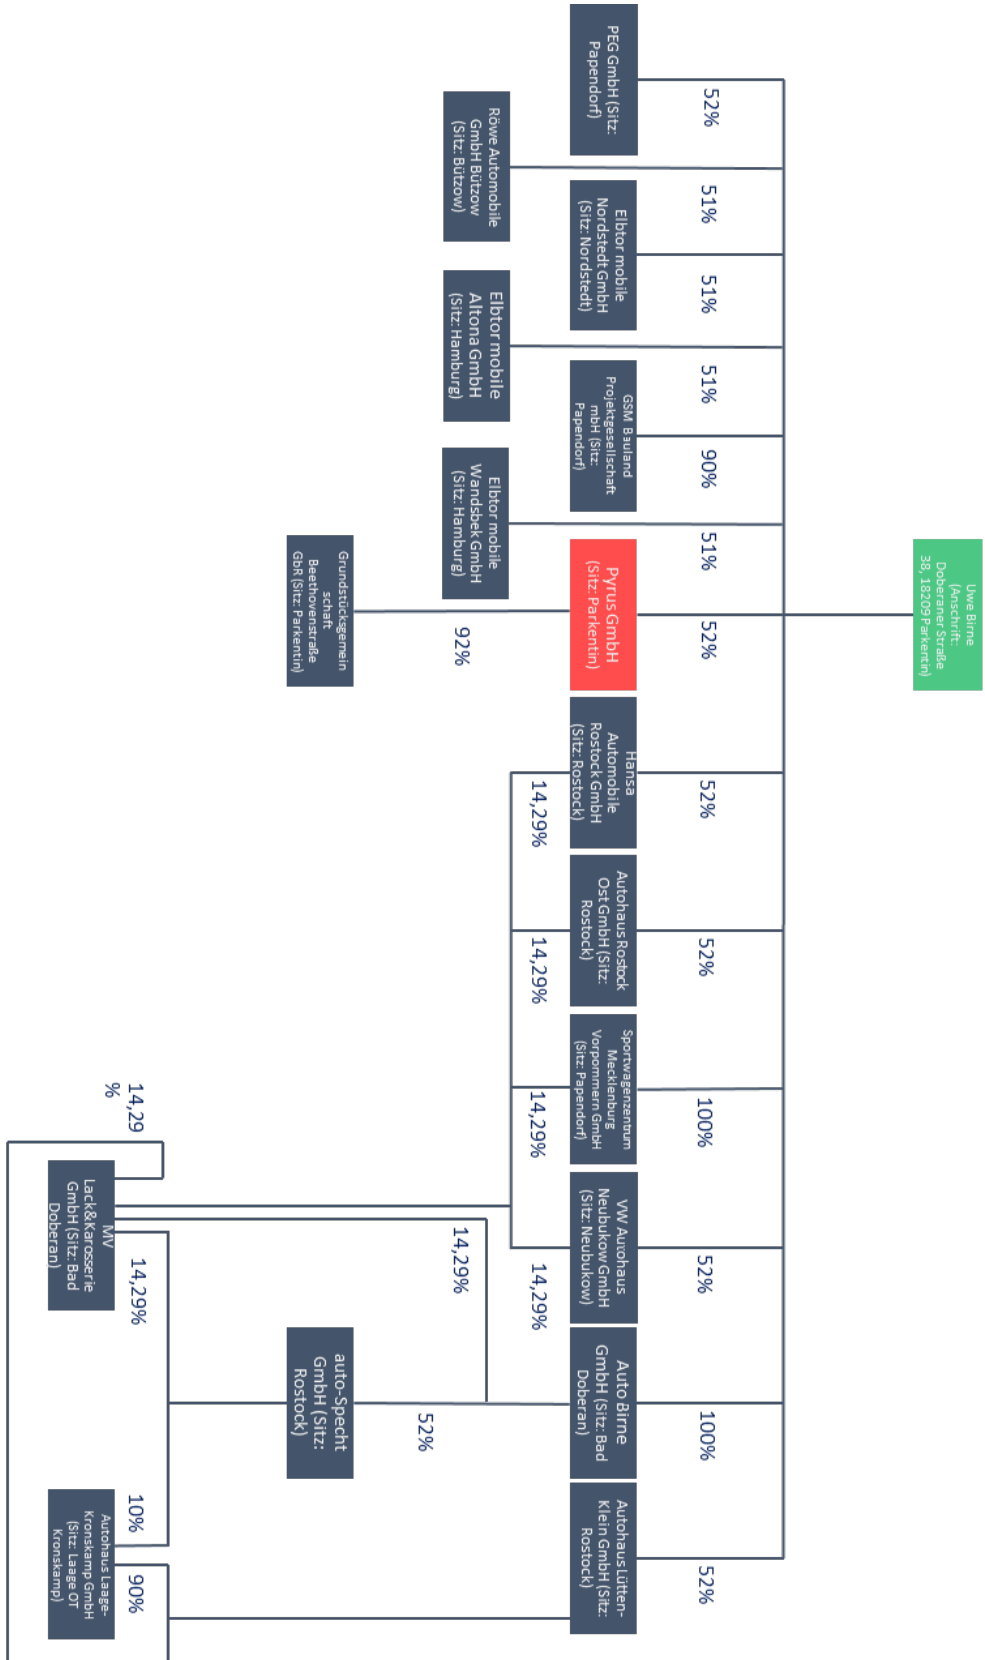 Uwe Birne
(Anschrift:
Doberaner Straße
38, 18209 Parkentin)
52%
51%
51%
51%
90%
51%
52%
52%
52%
100%
52%
100%
52%
PEG GmbH (Sitz:
Papendorf)
Elbtor mobile
Nordstedt GmbH
(Sitz: Nordstedt)
GSM Bauland
Projektgesellschaft
mbH (Sitz:
Papendorf)
Pyrus GmbH
(Sitz: Parkentin)
Hansa
Automobile
Rostock GmbH
(Sitz: Rostock)
Autohaus Rostock
Ost GmbH (Sitz:
Rostock)
Sportwagenzentrum
Mecklenburg
Vorpommern GmbH
(Sitz: Papendorf)
VW Autohaus
Neubukow GmbH
(Sitz: Neubukow)
Auto Birne
GmbH (Sitz: Bad
Doberan)
Autohaus Lütten-
Klein GmbH (Sitz:
Rostock)
Röwe Automobile
GmbH Bützow
(Sitz: Bützow)
Elbtor mobile
Altona GmbH
(Sitz: Hamburg)
Elbtor mobile
Wandsbek GmbH
(Sitz: Hamburg)
14,29%
14,29%
14,29%
14,29%
92%
14,29%
52%
Grundstücksgemein
schaft
Beethovenstraße
GbR (Sitz: Parkentin)
auto-Specht
GmbH (Sitz:
Rostock)
14,29
%
14,29%
10%
90%
MV
Lack&Karosserie
GmbH (Sitz: Bad
Doberan)
Autohaus Laage-
Kronskamp GmbH
(Sitz: Laage OT
Kronskamp)